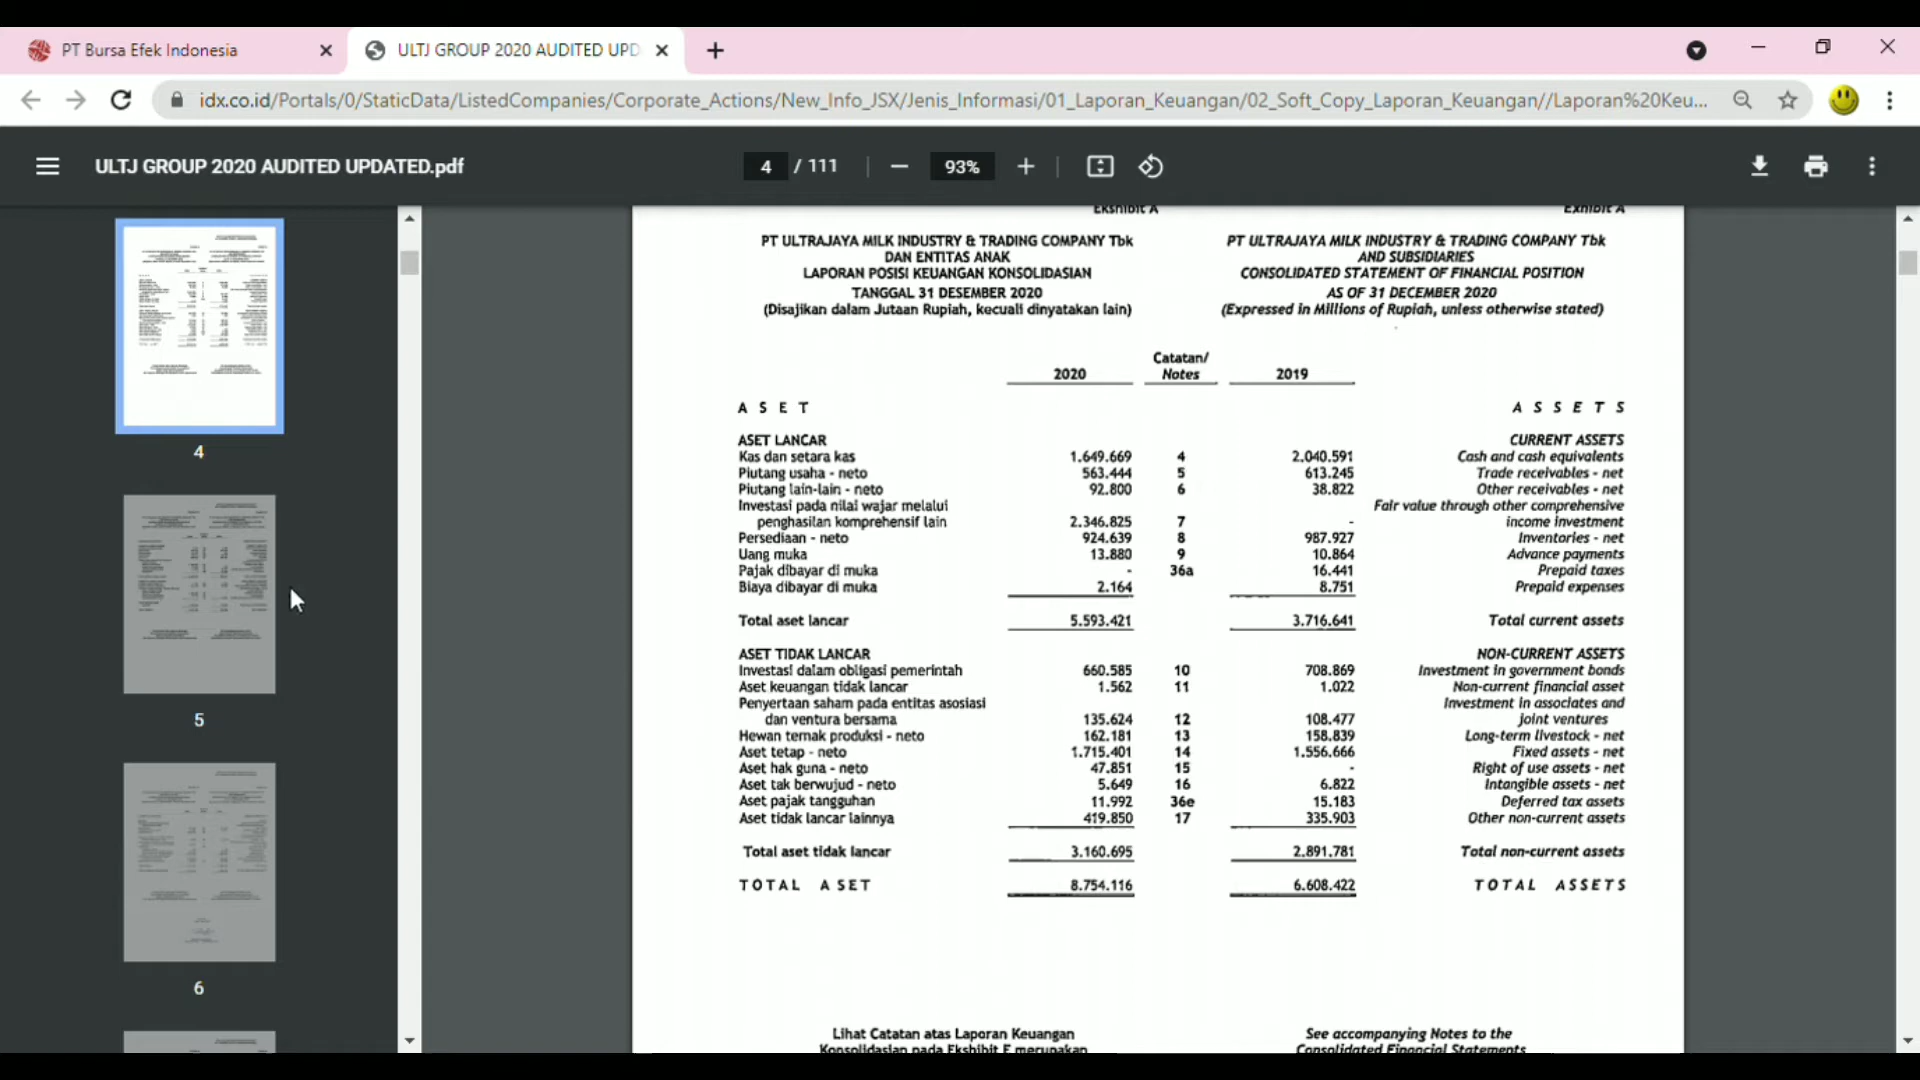 PT Bursa Efek Indonesia
ULTJ GROUP 2020 AUDITED UPD
idx.co.id/Portals/0/StaticData/ListedCompanies/Corporate_Actions/New_Info_JSX/Jenis_Informasi/01_Laporan_Keuangan/02_Soft_Copy_Laporan_Keuangan//Laporan%20Keu...
ULTJ GROUP 2020 AUDITED UPDATED.pdf
4 / 111
93%
4
5
6
Ekshibit A Exhibit A
PT ULTRAJAYA MILK INDUSTRY & TRADING COMPANY Tbk PT ULTRAJAYA MILK INDUSTRY & TRADING COMPANY Tbk
DAN ENTITAS ANAK AND SUBSIDIARIES
LAPORAN POSISI KEUANGAN KONSOLIDASIAN CONSOLIDATED STATEMENT OF FINANCIAL POSITION
TANGGAL 31 DESEMBER 2020 AS OF 31 DECEMBER 2020
(Disajikan dalam Jutaan Rupiah, kecuali dinyatakan lain) (Expressed in Millions of Rupiah, unless otherwise stated)
Catatan/
2020 Notes 2019
A S E T A S S E T S
ASET LANCAR CURRENT ASSETS
Kas dan setara kas 1.649.669 4 2.040.591 Cash and cash equivalents
Piutang usaha - neto 563.444 5 613.245 Trade receivables - net
Piutang lain-lain - neto 92.800 6 38.822 Other receivables - net
Investasi pada nilai wajar melalui Fair value through other comprehensive
penghasilan komprehensif lain 2.346.825 7 - income investment
Persediaan - neto 924.639 8 987.927 Inventories - net
Uang muka 13.880 9 10.864 Advance payments
Pajak dibayar di muka - 36a 16.441 Prepaid taxes
Biaya dibayar di muka 2.164 8.751 Prepaid expenses
Total aset lancar 5.593.421 3.716.641 Total current assets
ASET TIDAK LANCAR NON-CURRENT ASSETS
Investasi dalam obligasi pemerintah 660.585 10 708.869 Investment in government bonds
Aset keuangan tidak lancar 1.562 11 1.022 Non-current financial asset
Penyertaan saham pada entitas asosiasi Investment in associates and
dan ventura bersama 135.624 12 108.477 joint ventures
Hewan ternak produksi - neto 162.181 13 158.839 Long-term livestock - net
Aset tetap - neto 1.715.401 14 1.556.666 Fixed assets - net
Aset hak guna - neto 47.851 15 - Right of use assets - net
Aset tak berwujud - neto 5.649 16 6.822 Intangible assets - net
Aset pajak tangguhan 11.992 36e 15.183 Deferred tax assets
Aset tidak lancar lainnya 419.850 17 335.903 Other non-current assets
Total aset tidak lancar 3.160.695 2.891.781 Total non-current assets
TOTAL ASET 8.754.116 6.608.422 TOTAL ASSETS
Lihat Catatan atas Laporan Keuangan See accompanying Notes to the
Konsolidasian pada Ekshibit E merupakan Consolidated Financial Statements